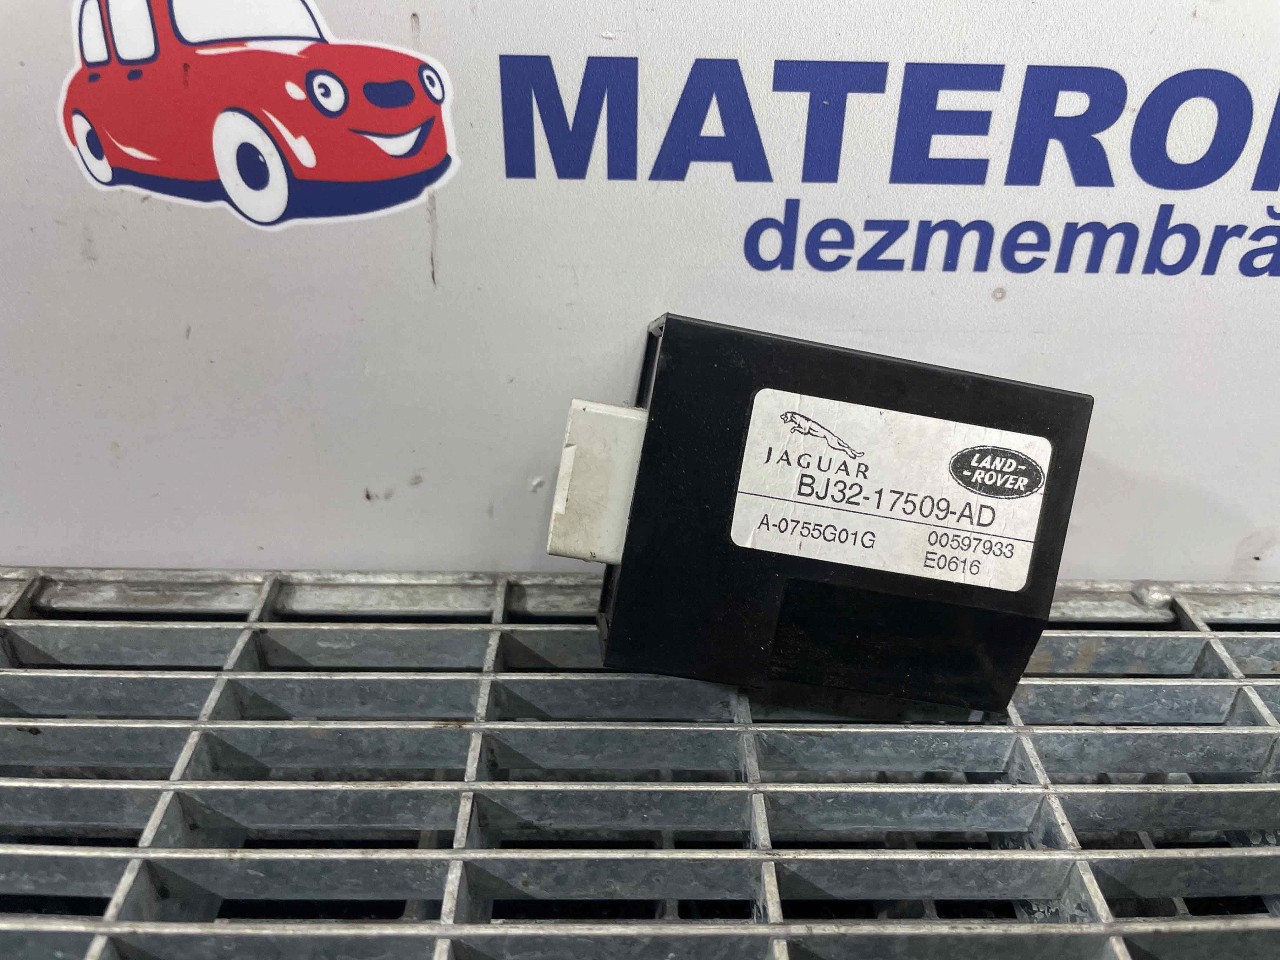 MATERO
dezmembră
JAGUAR
LAND-
-ROVER
BJ32-17509-AD
A-0755G01G 00597933
E0616